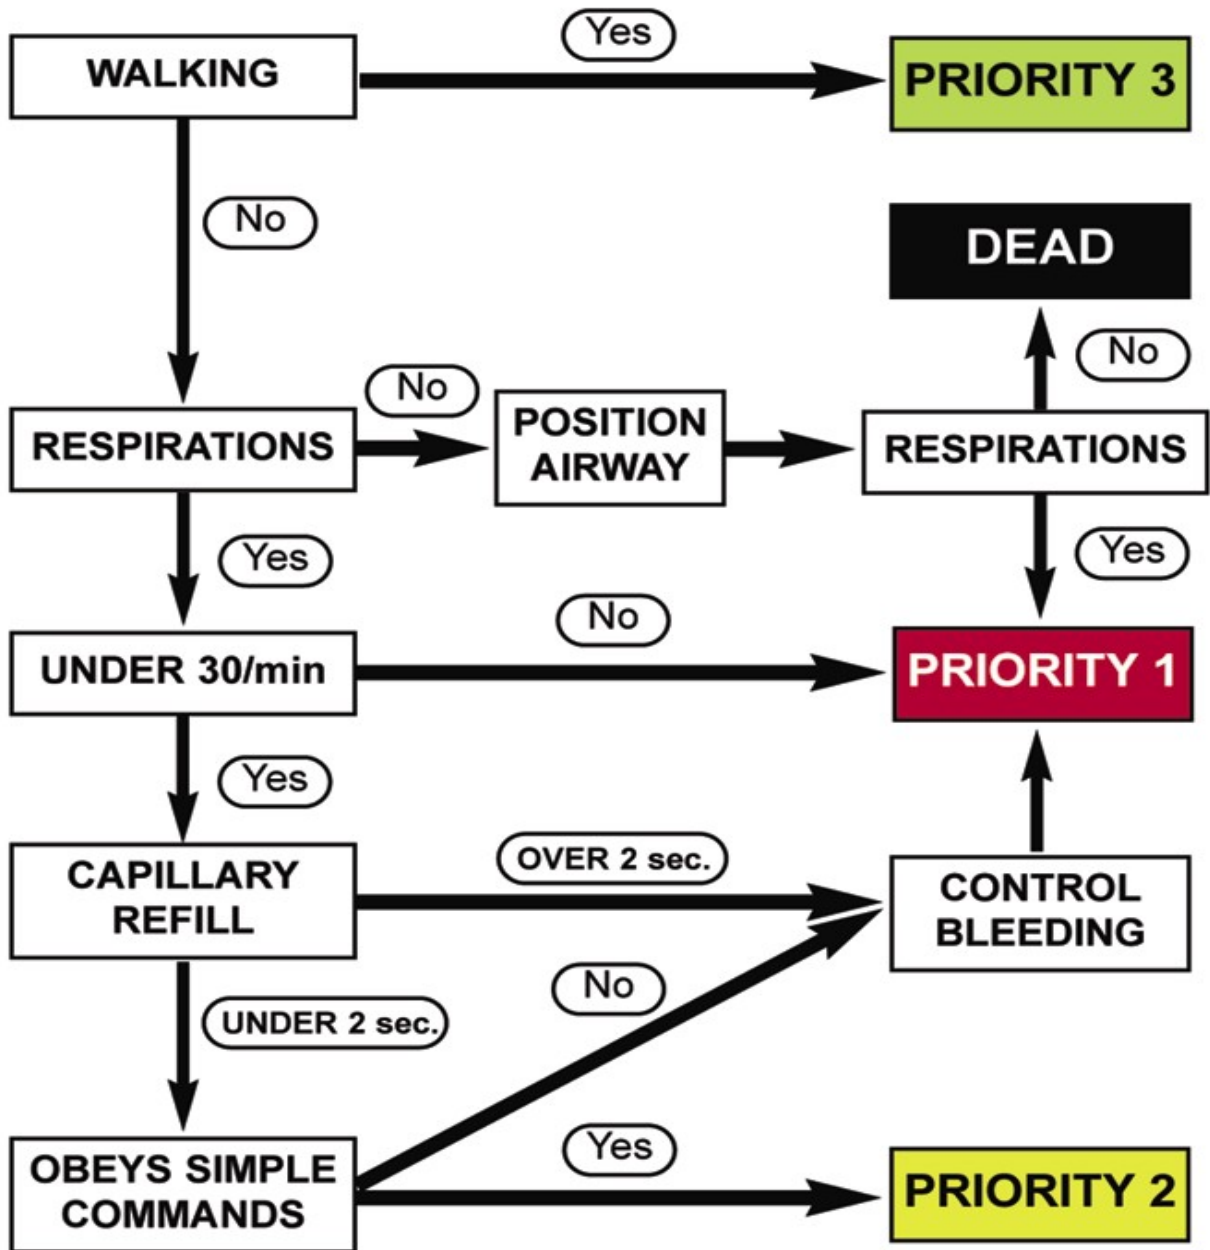 Yes
WALKING
PRIORITY 3
No
DEAD
No
No
RESPIRATIONS
POSITION
AIRWAY
RESPIRATIONS
Yes
Yes
No
UNDER 30/min
PRIORITY 1
Yes
OVER 2 sec.
CAPILLARY
REFILL
CONTROL
BLEEDING
No
UNDER 2 sec.
Yes
OBEYS SIMPLE
COMMANDS
PRIORITY 2